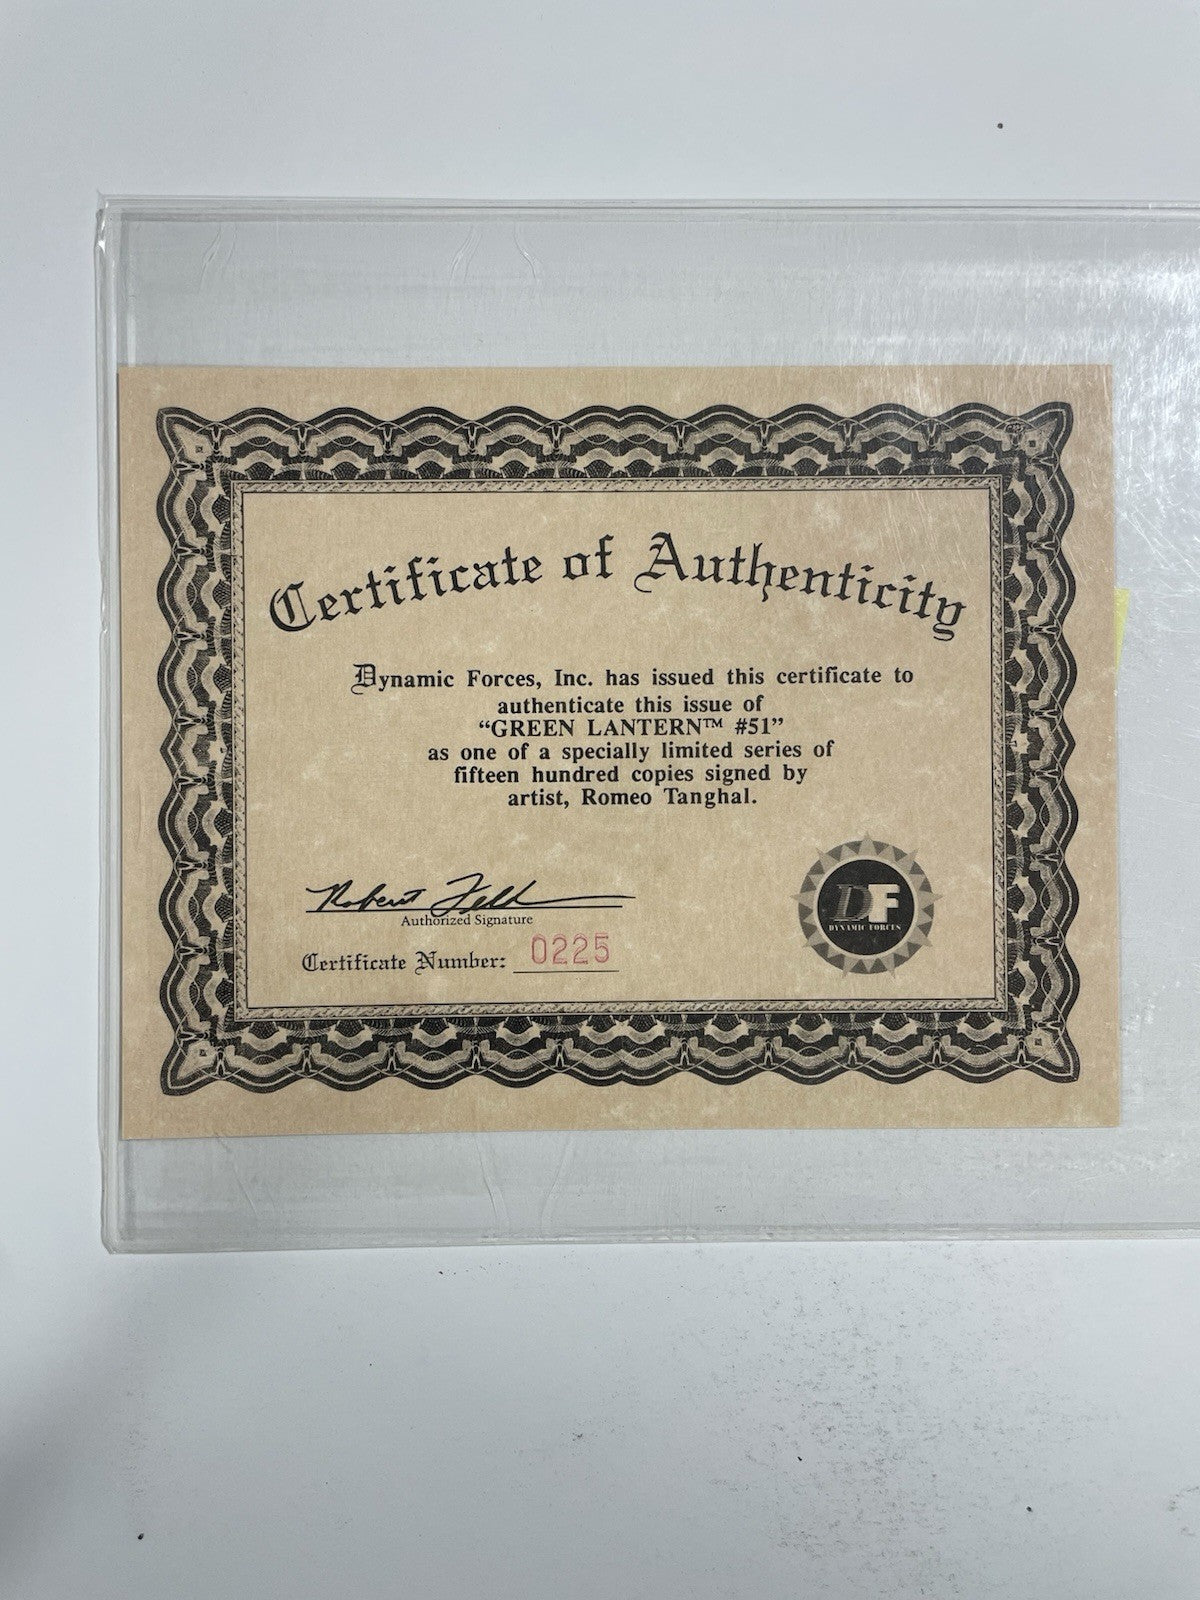 Certificate of Authenticity
Dynamic Forces, Inc. has issued this certificate to
authenticate this issue of
“GREEN LANTERN™ #51”
as one of a specially limited series of
fifteen hundred copies signed by
artist, Romeo Tanghal.
Robert Feld
Authorized Signature
Certificate Number: 0225
DF
DYNAMIC FORCES